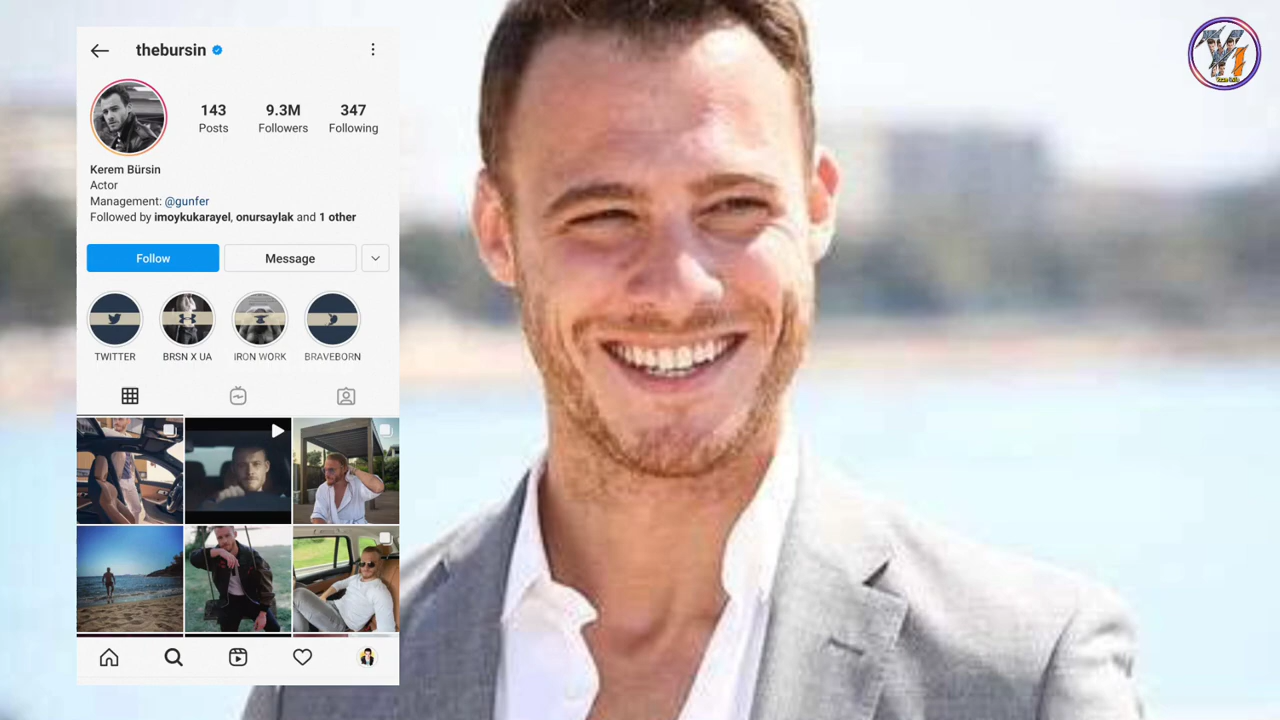 thebursin
143 9.3M 347
Posts Followers Following
Kerem Bürsin
Actor
Management: @gunfer
Followed by imoykukarayel, onursaylak and 1 other
Follow Message
TWITTER BRSN X UA IRON WORK BRAVEBORN